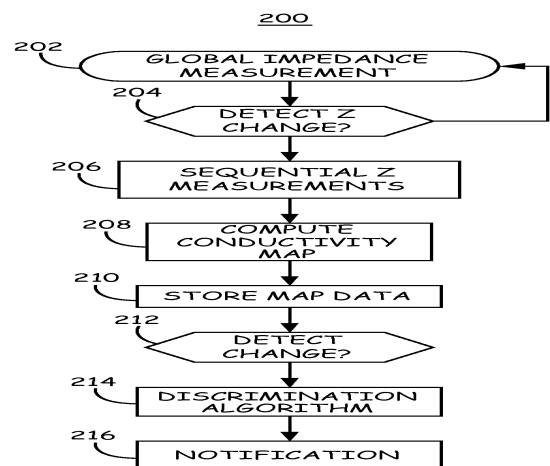 200
202
GLOBAL IMPEDANCE
MEASUREMENT
204
DETECT Z
CHANGE?
206
SEQUENTIAL Z
MEASUREMENTS
208
COMPUTE
CONDUCTIVITY
MAP
210
STORE MAP DATA
212
DETECT
CHANGE?
214
DISCRIMINATION
ALGORITHM
216
NOTIFICATION